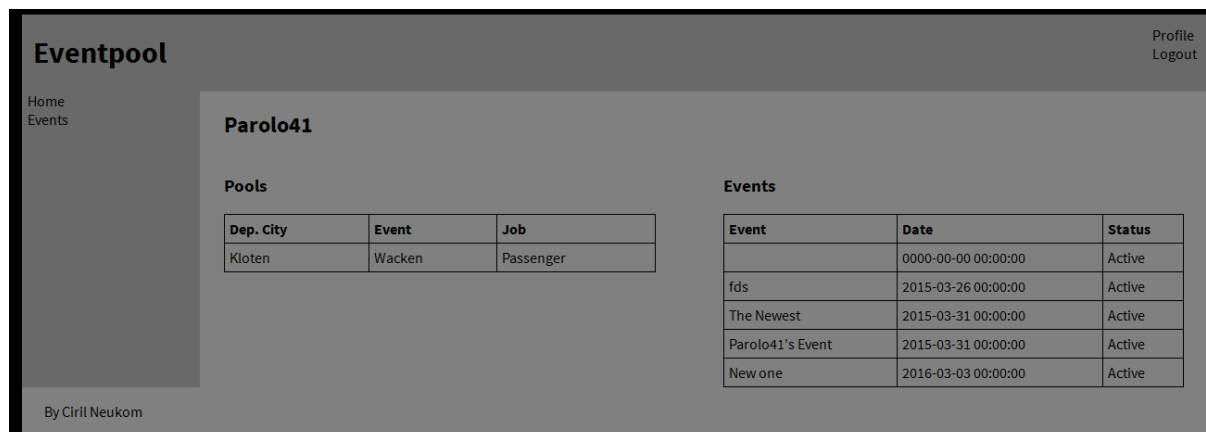 Eventpool
Profile
Logout
Home
Events
Parolo41
Pools
Dep. City Event Job
Kloten Wacken Passenger
Events
Event Date Status
0000-00-00 00:00:00 Active
fds 2015-03-26 00:00:00 Active
The Newest 2015-03-31 00:00:00 Active
Parolo41's Event 2015-03-31 00:00:00 Active
New one 2016-03-03 00:00:00 Active
By Ciril Neukom